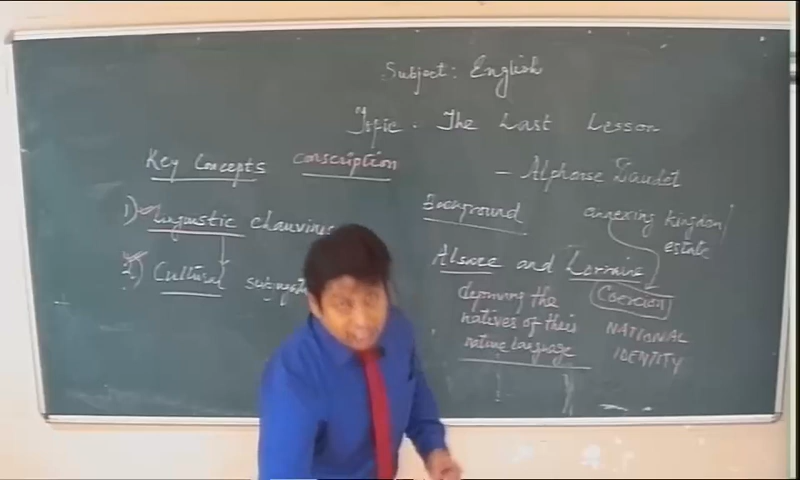 Subject: English
Topic - The Last Lesson
- Alphonse Daudet
Key Concepts conscription
1) Linguistic chauvinis
2) Cultural
Background
annexing kingdom/
estate
Alsace and Lorraine
Coercion
depriving the
natives of their
native language
NATIONAL
IDENTITY